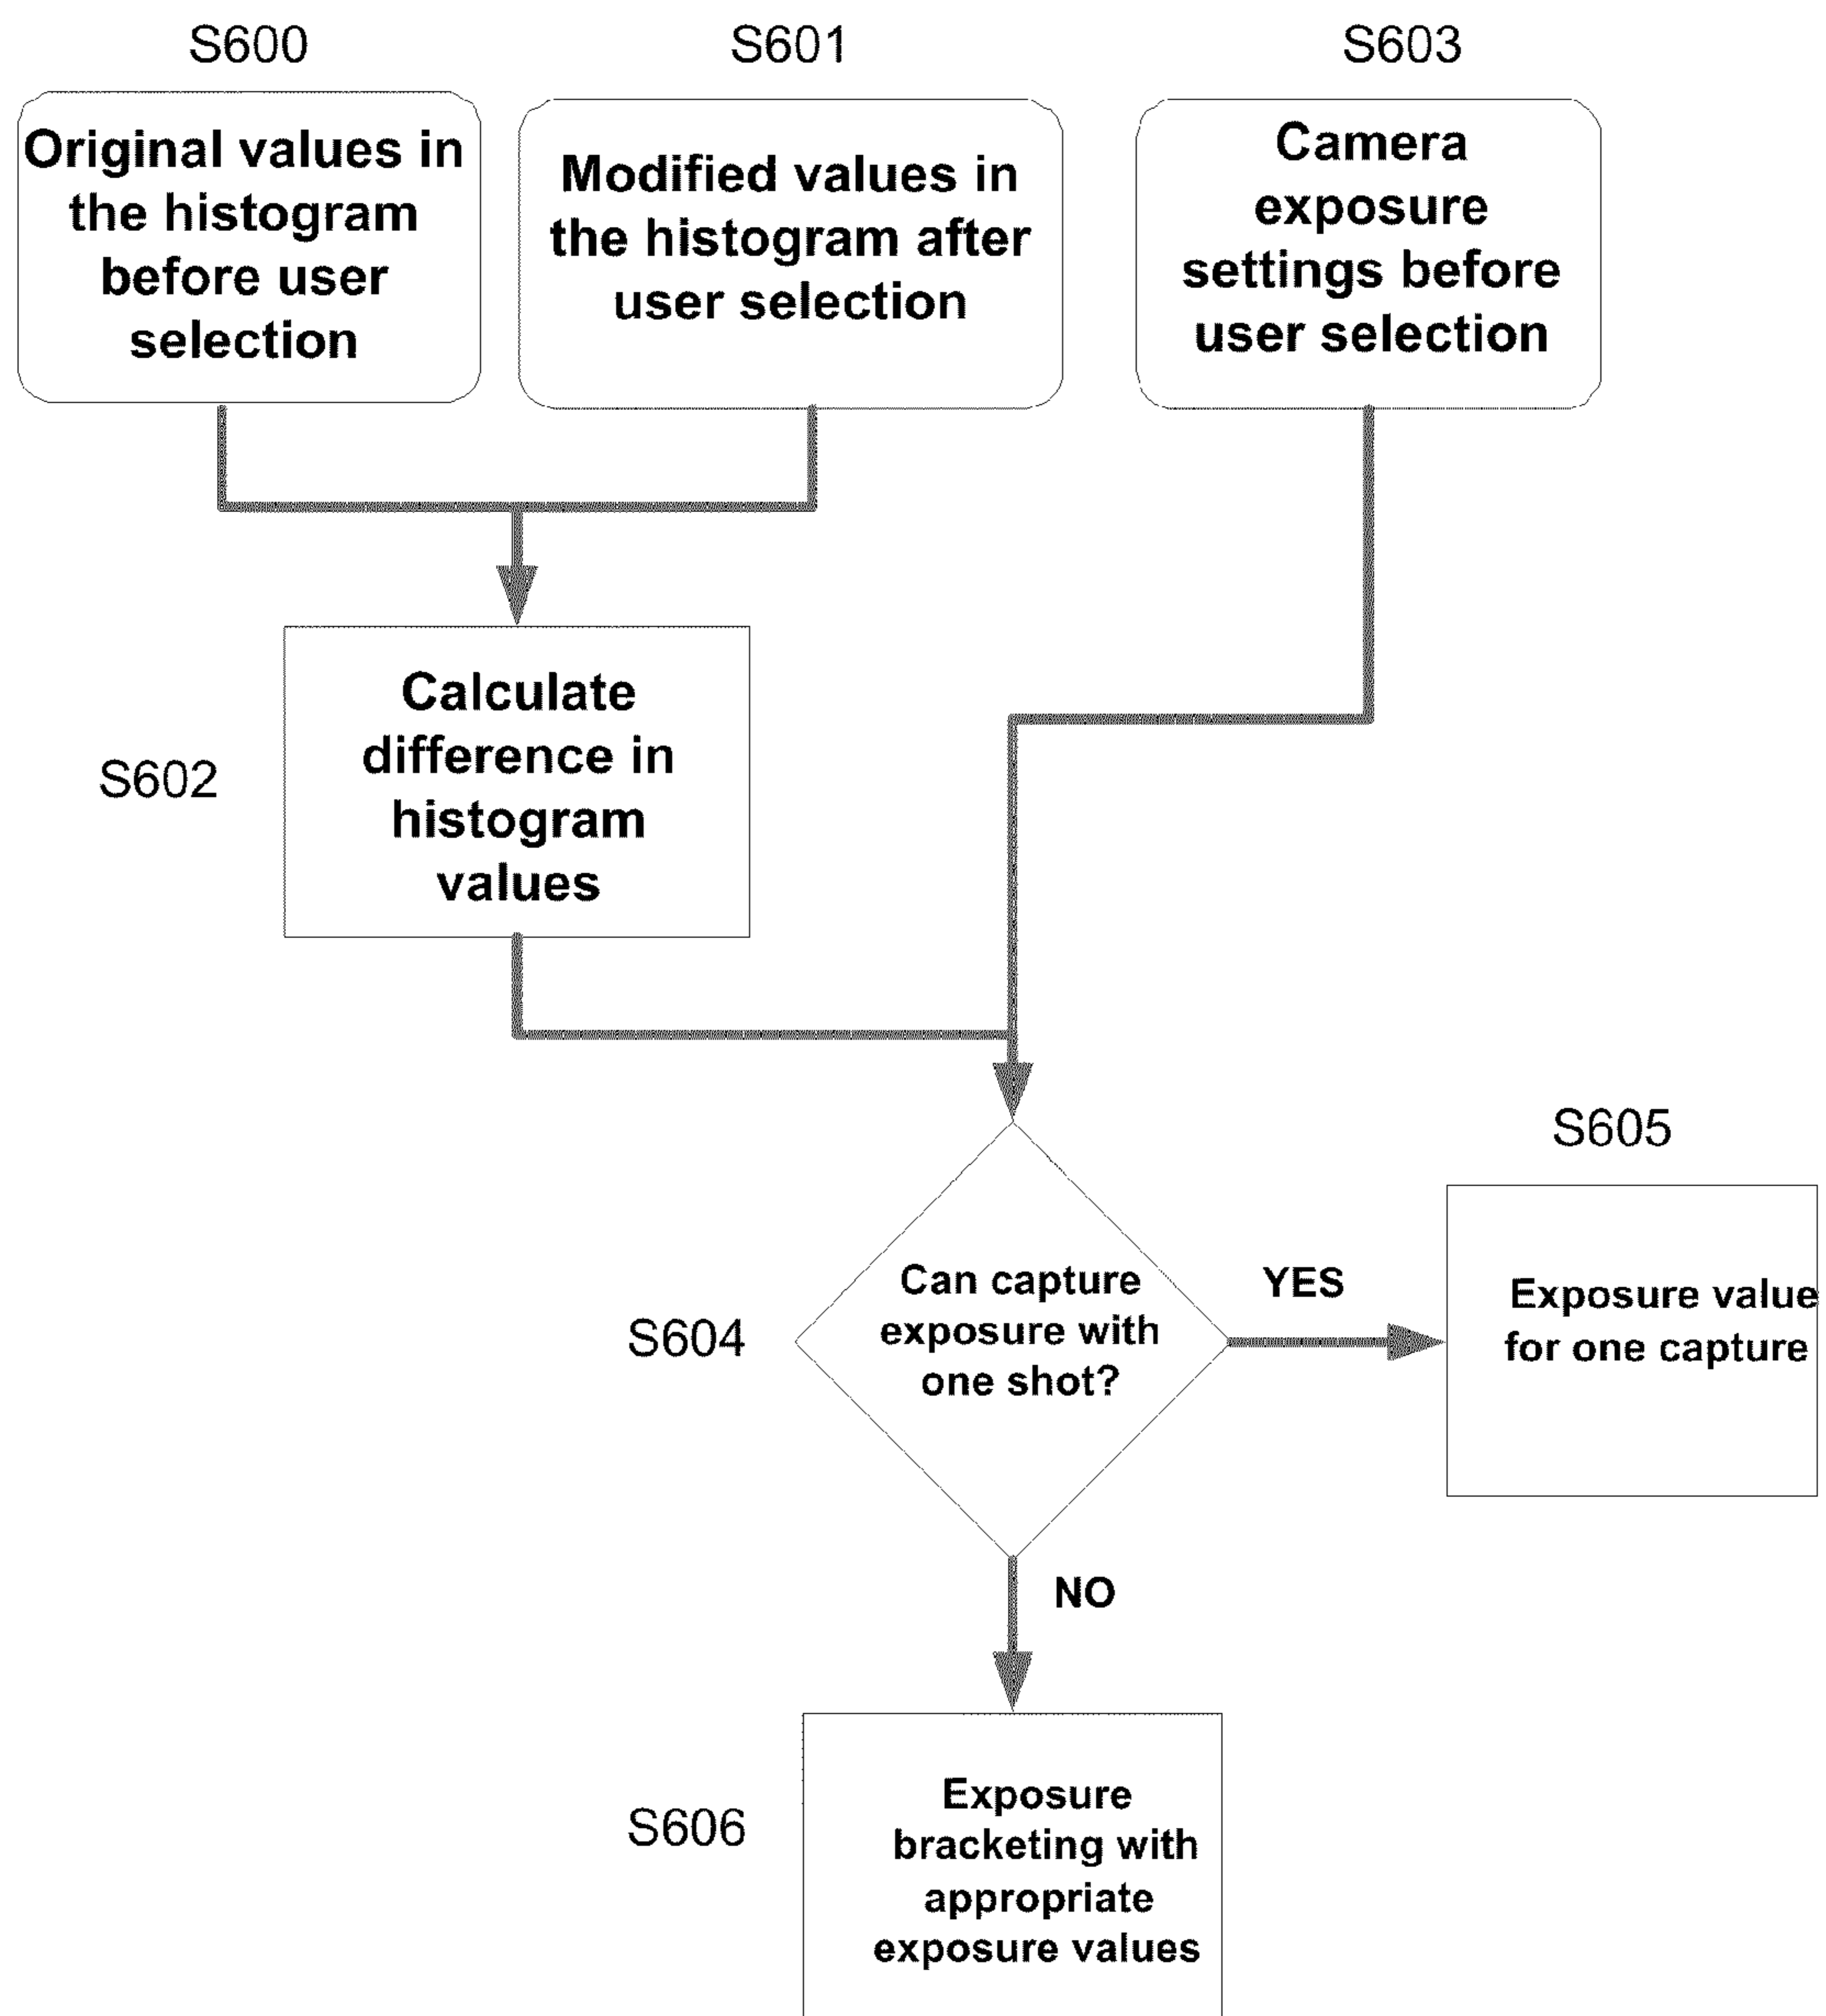 S600
S601
S603
Original values in
the histogram
before user
selection
Modified values in
the histogram after
user selection
Camera
exposure
settings before
user selection
S602
Calculate
difference in
histogram
values
S604
Can capture
exposure with
one shot?
YES
S605
Exposure value
for one capture
NO
S606
Exposure
bracketing with
appropriate
exposure values